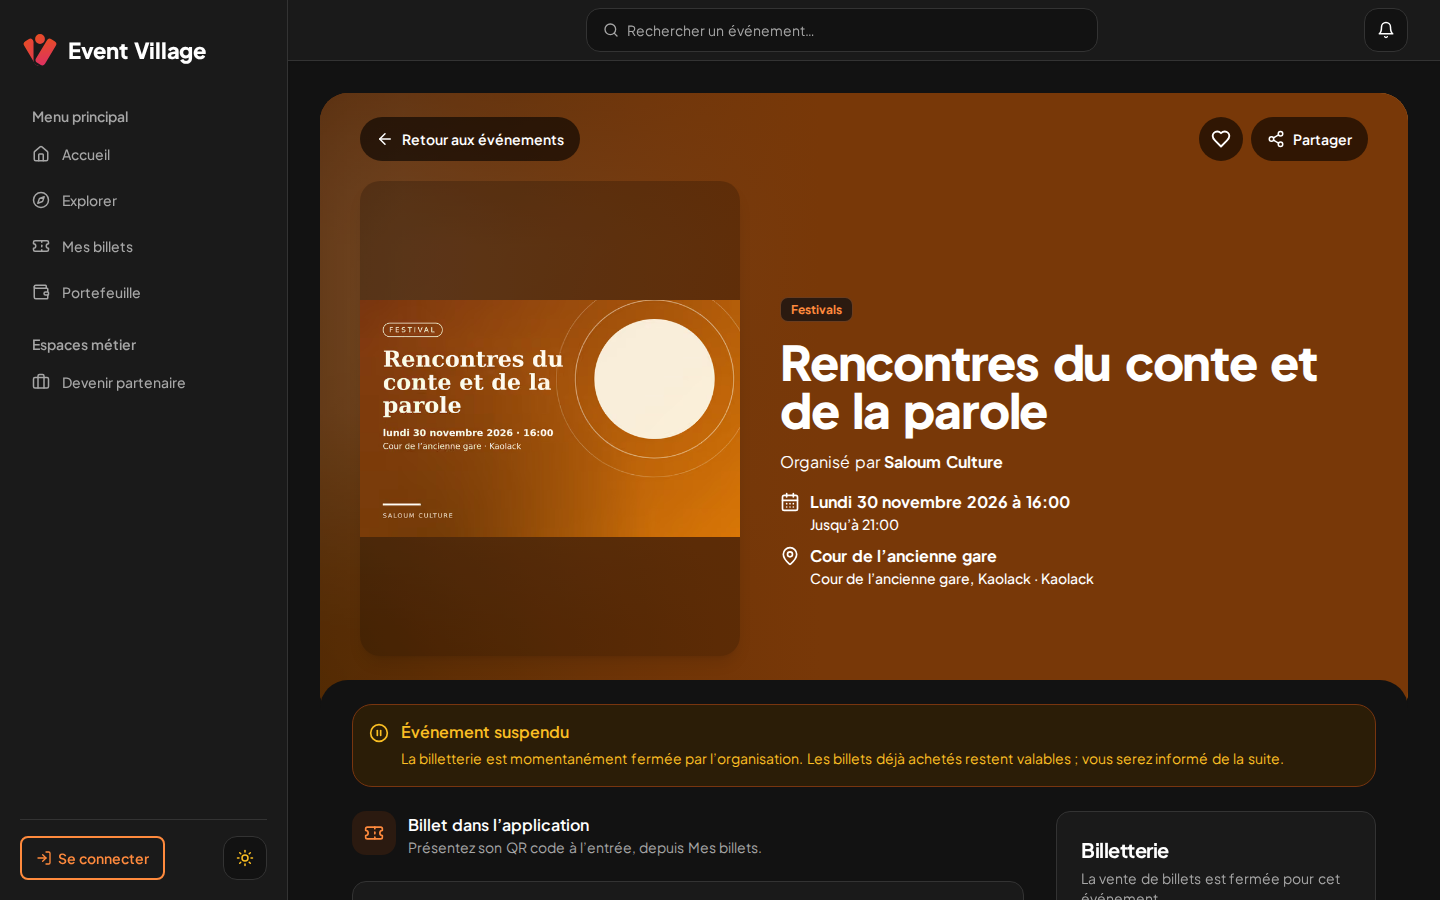 Event Village
Rechercher un événement…
Menu principal
Accueil
Explorer
Mes billets
Portefeuille
Espaces métier
Devenir partenaire
Se connecter
Retour aux événements
Partager
FESTIVAL
Rencontres du
conte et de la
parole
lundi 30 novembre 2026 · 16:00
Cour de l’ancienne gare · Kaolack
SALOUM CULTURE
Festivals
Rencontres du conte et
de la parole
Organisé par Saloum Culture
Lundi 30 novembre 2026 à 16:00
Jusqu’à 21:00
Cour de l’ancienne gare
Cour de l’ancienne gare, Kaolack · Kaolack
Événement suspendu
La billetterie est momentanément fermée par l’organisation. Les billets déjà achetés restent valables ; vous serez informé de la suite.
Billet dans l’application
Présentez son QR code à l’entrée, depuis Mes billets.
Billetterie
La vente de billets est fermée pour cet
événement